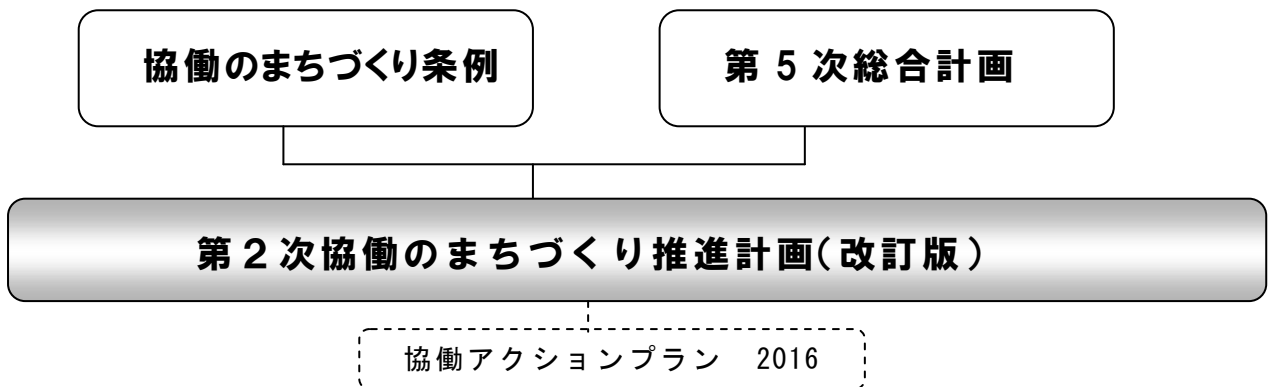 協働のまちづくり条例
第5次総合計画
第2次協働のまちづくり推進計画(改訂版)
協働アクションプラン 2016